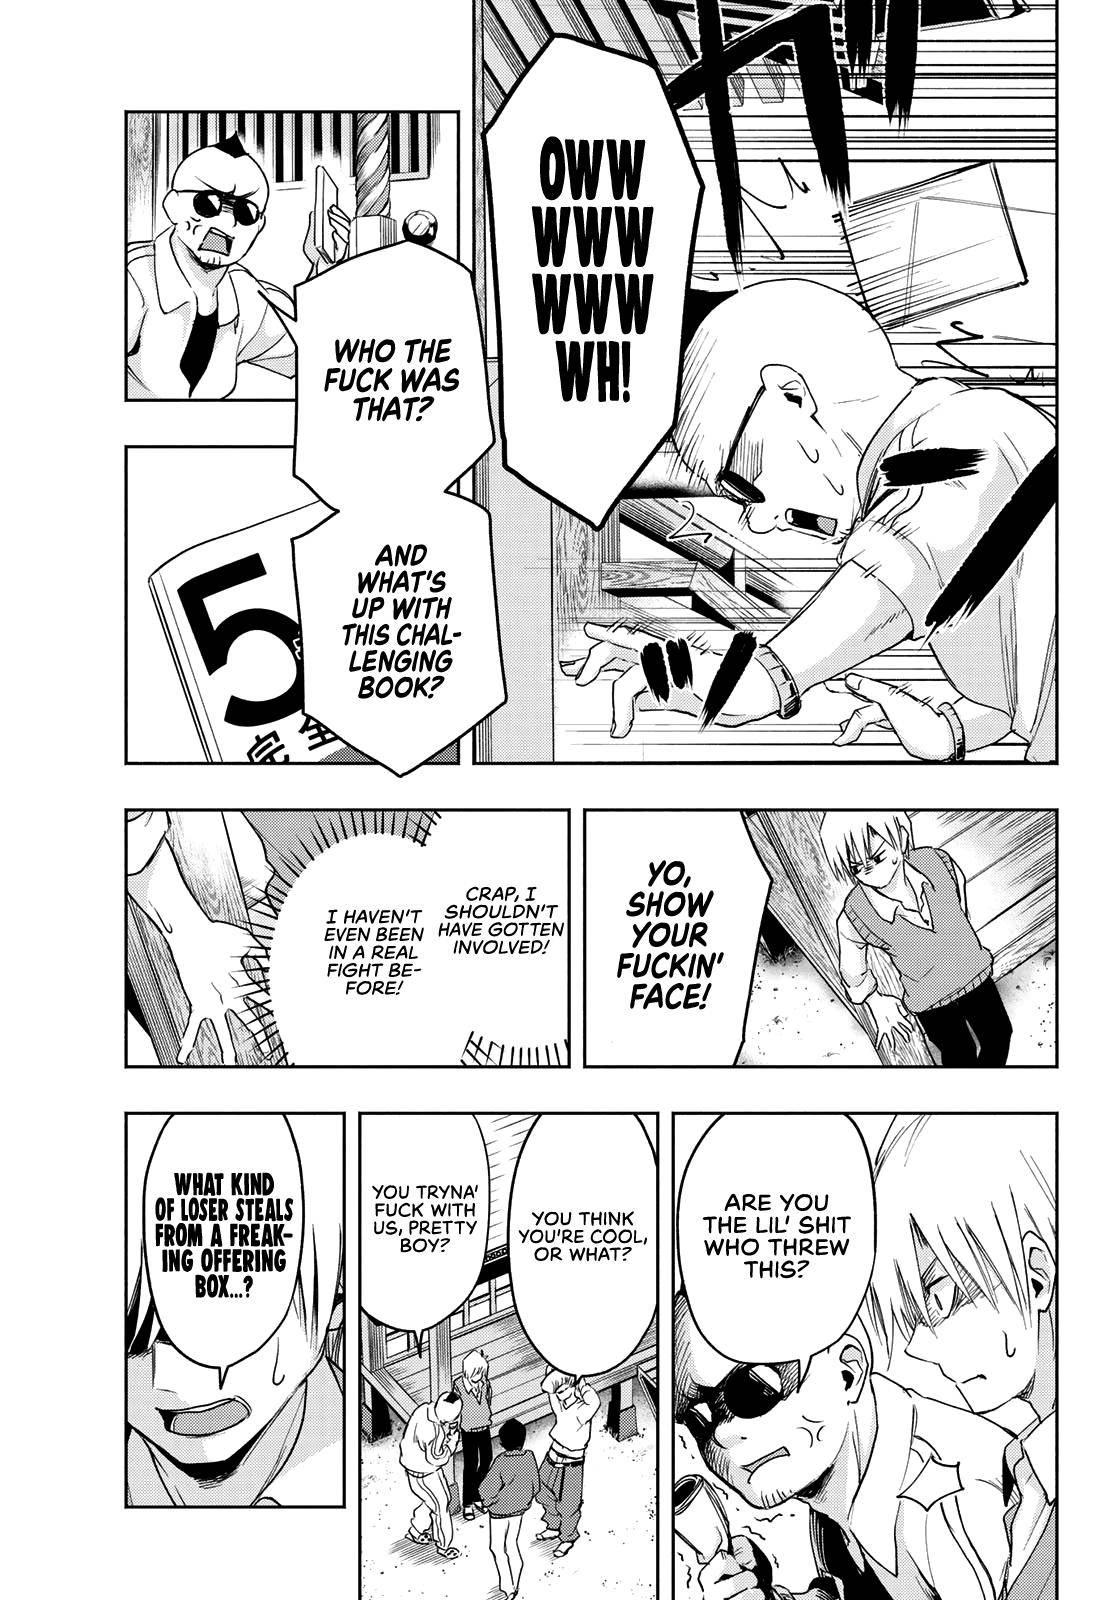 OWW
WWW
WWW
WH!
WHO THE
FUCK WAS
THAT?
AND
WHAT'S
UP WITH
THIS CHAL-
LENGING
BOOK?
5
完全
YO,
SHOW
YOUR
FUCKIN'
FACE!
CRAP, I
SHOULDN'T
HAVE GOTTEN
INVOLVED!
I HAVEN'T
EVEN BEEN
IN A REAL
FIGHT BE-
FORE!
ARE YOU
THE LIL' SHIT
WHO THREW
THIS?
YOU THINK
YOU'RE COOL,
OR WHAT?
YOU TRYNA'
FUCK WITH
US, PRETTY
BOY?
WHAT KIND
OF LOSER STEALS
FROM A FREAK-
ING OFFERING
BOX...?